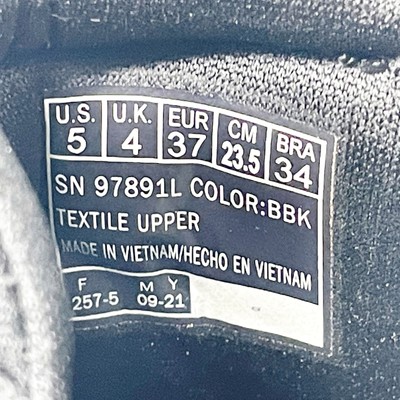 U.S. U.K. EUR CM BRA
5 4 37 23.5 34
SN 97891L COLOR:BBK
TEXTILE UPPER
MADE IN VIETNAM/HECHO EN VIETNAM
F M Y
257-5 09-21